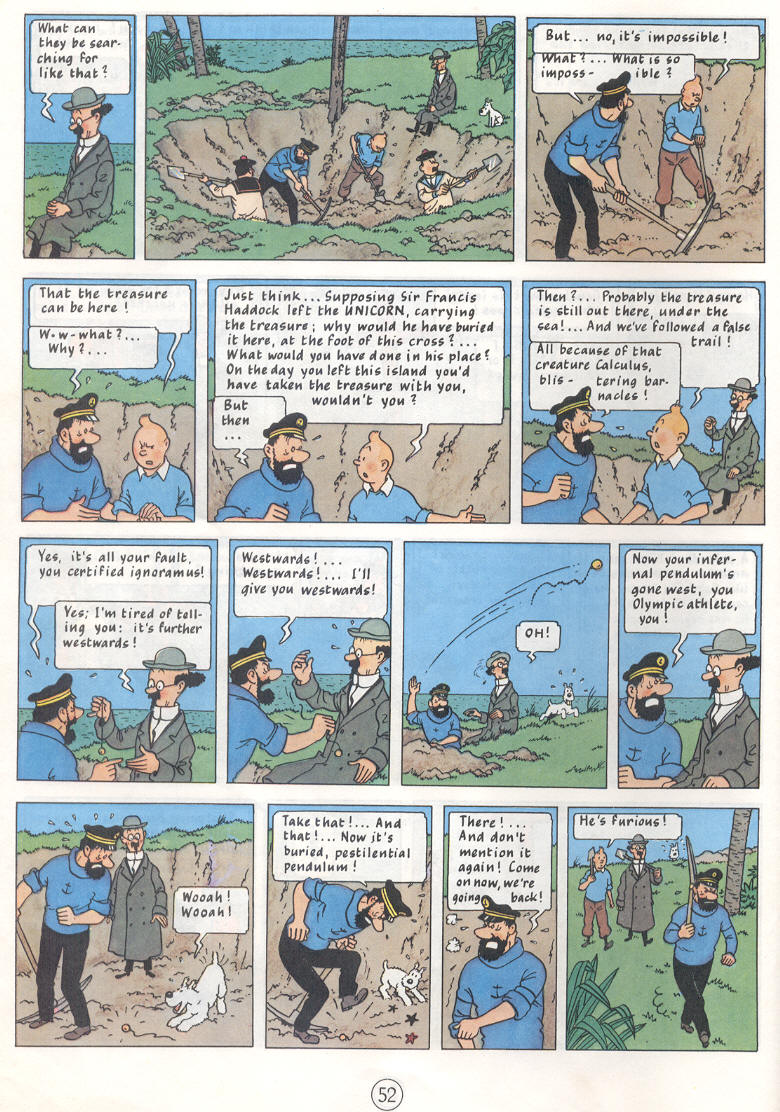 What can
they be sear-
ching for
like that?
But... no, it's impossible!
What?... What is so
imposs- ible?
That the treasure
can be here!
W-w-what?...
Why?...
Just think... Supposing Sir Francis
Haddock left the UNICORN, carrying
the treasure; why would he have buried
it here, at the foot of this cross?...
What would you have done in his place?
On the day you left this island you'd
have taken the treasure with you,
wouldn't you?
But
then
...
Then?... Probably the treasure
is still out there, under the
sea!... And we've followed a false
trail!
All because of that
creature Calculus,
blis- tering bar-
nacles!
Yes, it's all your fault,
you certified ignoramus!
Yes; I'm tired of tell-
ing you: it's further
westwards!
Westwards!...
Westwards!... I'll
give you westwards!
OH!
Now your infer-
nal pendulum's
gone west, you
Olympic athlete,
you!
Wooah!
Wooah!
Take that!... And
that!... Now it's
buried, pestilential
pendulum!
There!...
And don't
mention it
again! Come
on now, we're
going back!
He's furious!
52